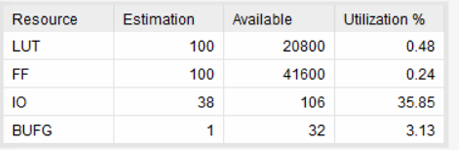 Resource Estimation Available Utilization %
LUT 100 20800 0.48
FF 100 41600 0.24
IO 38 106 35.85
BUFG 1 32 3.13